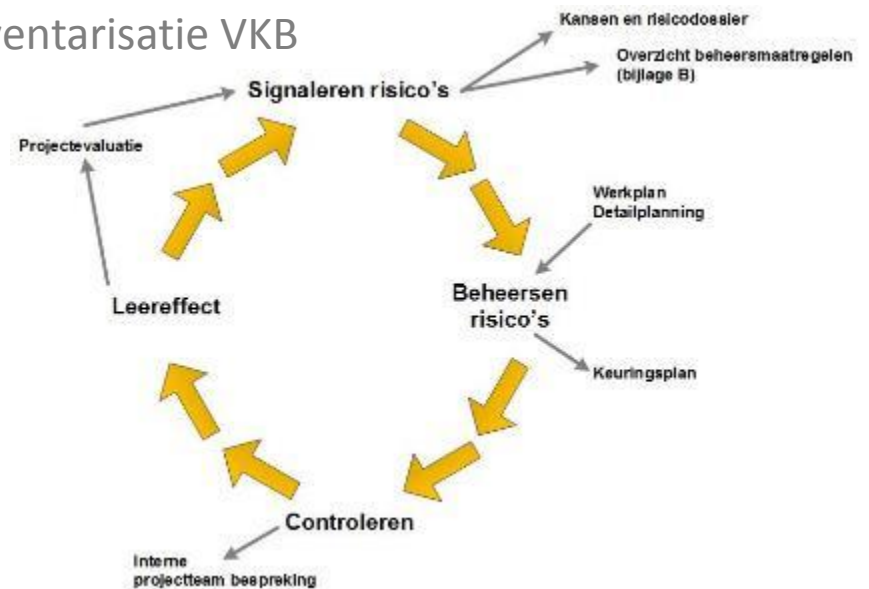 ventarisatie VKB
Kansen en risicodossier
Overzicht beheersmaatregelen
(bijlage B)
Signaleren risico's
Projectevaluatie
Werkplan
Detailplanning
Beheersen
risico's
Leereffect
Keuringsplan
Controleren
Interne
projectteam bespreking